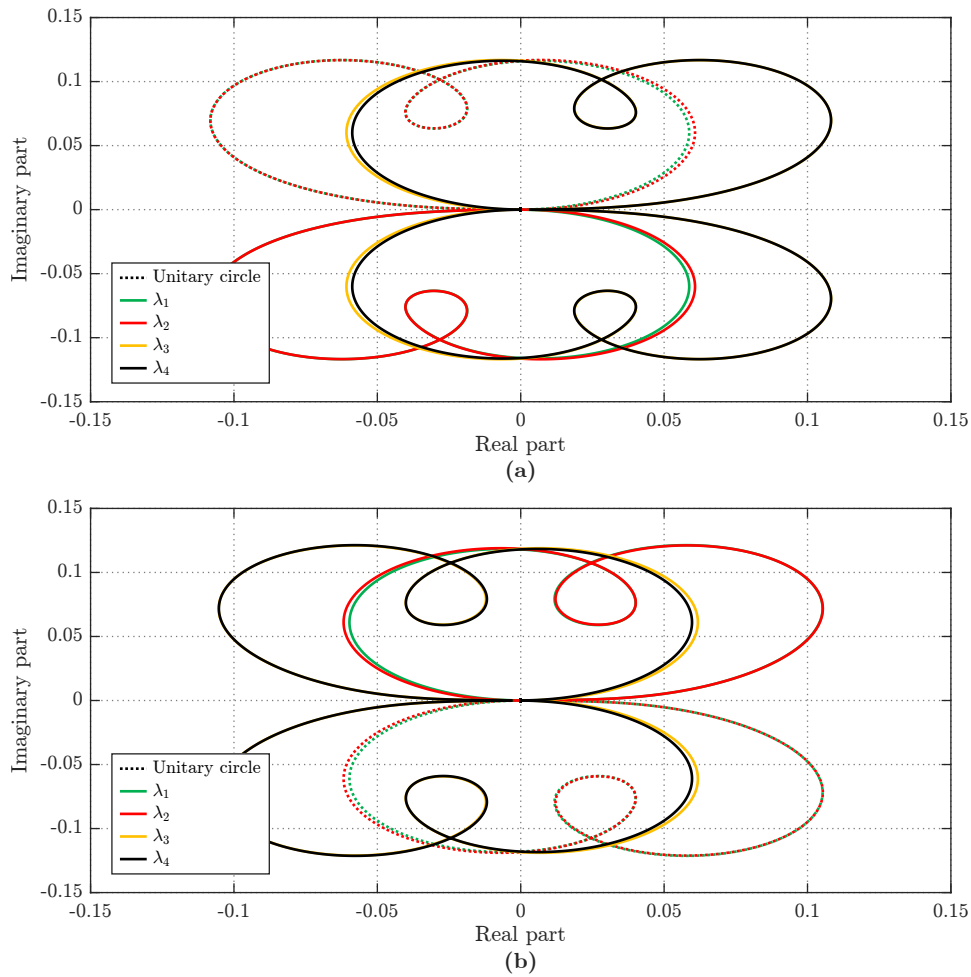 0.15
0.1
0.05
0
-0.05
-0.1
-0.15
Imaginary part
Unitary circle
λ1
λ2
λ3
λ4
-0.15 -0.1 -0.05 0 0.05 0.1 0.15
Real part
(a)
0.15
0.1
0.05
0
-0.05
-0.1
-0.15
Imaginary part
Unitary circle
λ1
λ2
λ3
λ4
-0.15 -0.1 -0.05 0 0.05 0.1 0.15
Real part
(b)